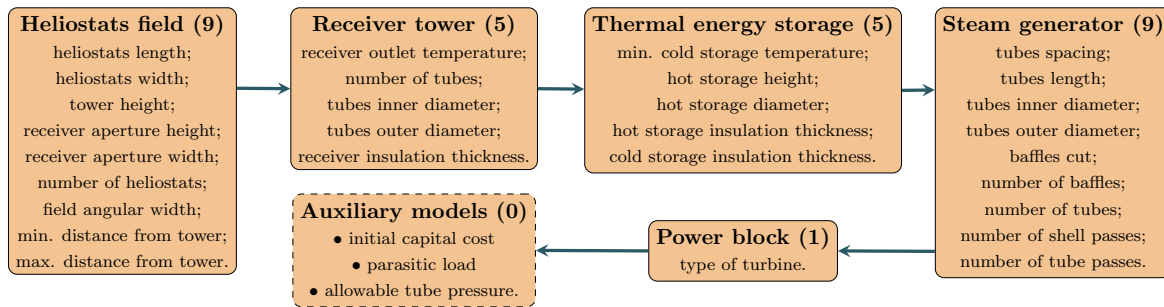 Heliostats field (9)
heliostats length;
heliostats width;
tower height;
receiver aperture height;
receiver aperture width;
number of heliostats;
field angular width;
min. distance from tower;
max. distance from tower.
Receiver tower (5)
receiver outlet temperature;
number of tubes;
tubes inner diameter;
tubes outer diameter;
receiver insulation thickness.
Thermal energy storage (5)
min. cold storage temperature;
hot storage height;
hot storage diameter;
hot storage insulation thickness;
cold storage insulation thickness.
Steam generator (9)
tubes spacing;
tubes length;
tubes inner diameter;
tubes outer diameter;
baffles cut;
number of baffles;
number of tubes;
number of shell passes;
number of tube passes.
Power block (1)
type of turbine.
Auxiliary models (0)
• initial capital cost
• parasitic load
• allowable tube pressure.